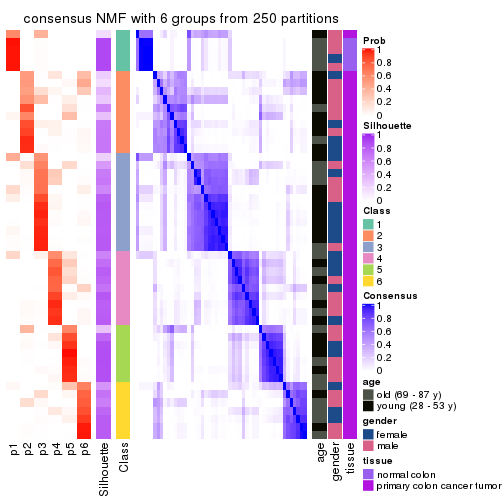 consensus NMF with 6 groups from 250 partitions
Prob
1
0.8
0.6
0.4
0.2
0
Silhouette
1
0.8
0.6
0.4
0.2
0
Class
1
2
3
4
5
6
Consensus
1
0.8
0.6
0.4
0.2
0
age
old (69 - 87 y)
young (28 - 53 y)
gender
female
male
tissue
normal colon
primary colon cancer tumor
p1
p2
p3
p4
p5
p6
Silhouette
Class
age
gender
tissue